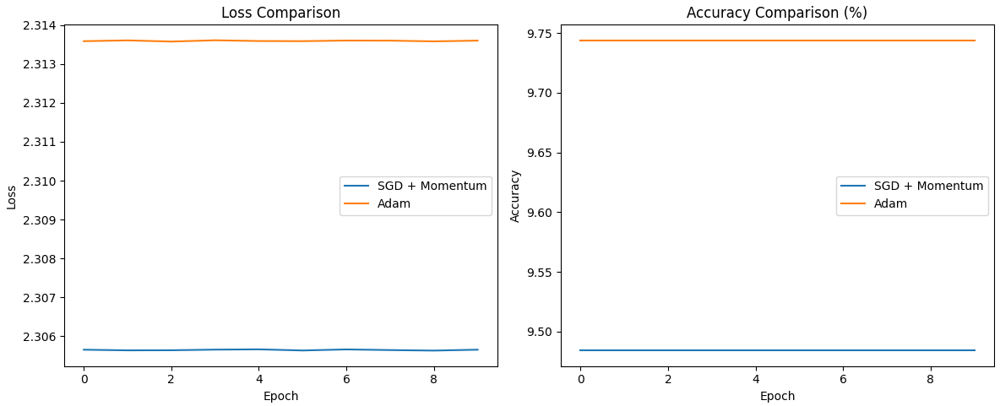 Loss Comparison
2.314
2.313
2.312
2.311
2.310
2.309
2.308
2.307
2.306
Loss
0 2 4 6 8
Epoch
SGD + Momentum
Adam
Accuracy Comparison (%)
9.75
9.70
9.65
9.60
9.55
9.50
Accuracy
0 2 4 6 8
Epoch
SGD + Momentum
Adam